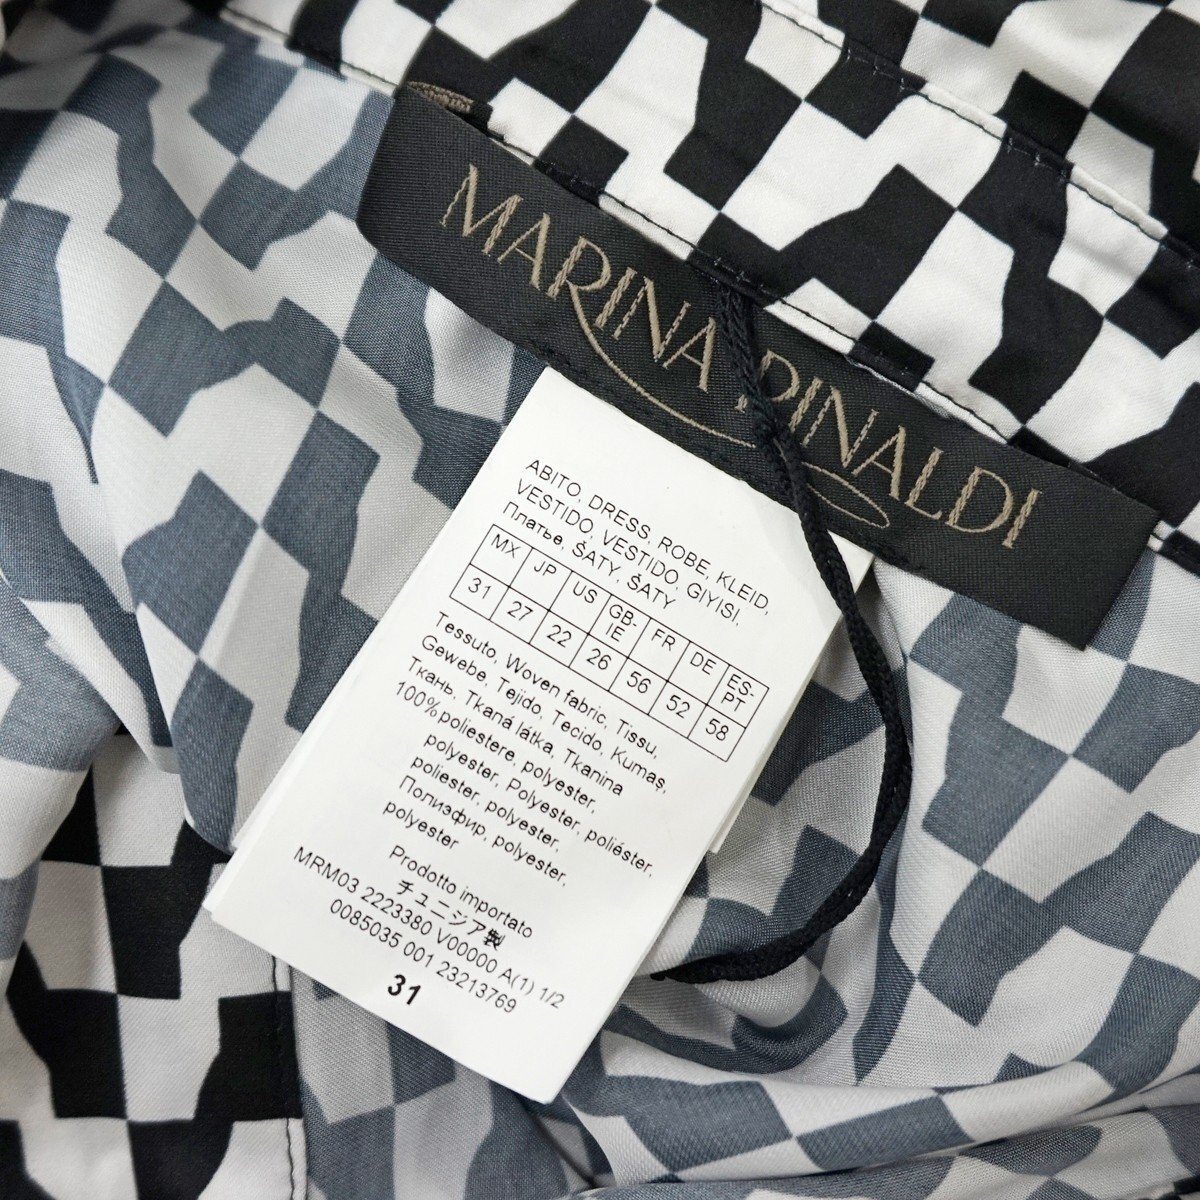 MARINA RINALDI
ABITO, DRESS, ROBE, KLEID,
VESTIDO, VESTIDO, GIYISI,
Платье, ŠATY, ŠATY
MX JP US GB-IE FR DE ES-PT
31 27 22 26 56 52 58
Tessuto, Woven fabric, Tissu,
Gewebe, Tejido, Tecido, Kumaş,
Ткань, Tkaná látka, Tkanina
100%poliestere, polyester,
polyester, Polyester, poliéster,
poliester, polyester,
Полиэфир, polyester,
polyester
Prodotto importato
チュニジア製
MRM03 2223380 V00000 A(1) 1/2
0085035 001 23213769
31